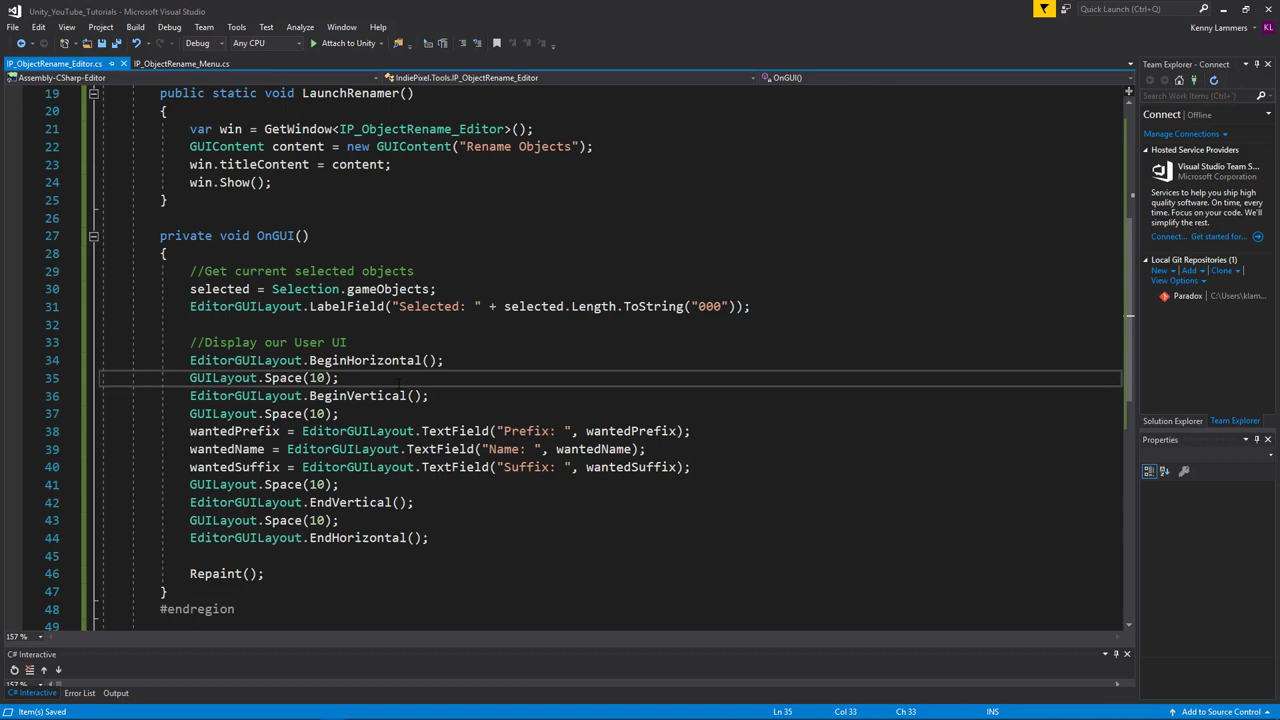 Unity_YouTube_Tutorials - Microsoft Visual Studio
Quick Launch (Ctrl+Q)
File Edit View Project Build Debug Team Tools Test Analyze Window Help
Kenny Lammers KL
Debug Any CPU Attach to Unity
IP_ObjectRename_Editor.cs IP_ObjectRename_Menu.cs
Assembly-CSharp-Editor IndiePixel.Tools.IP_ObjectRename_Editor OnGUI()
19 public static void LaunchRenamer()
20 {
21 var win = GetWindow<IP_ObjectRename_Editor>();
22 GUIContent content = new GUIContent("Rename Objects");
23 win.titleContent = content;
24 win.Show();
25 }
26
27 private void OnGUI()
28 {
29 //Get current selected objects
30 selected = Selection.gameObjects;
31 EditorGUILayout.LabelField("Selected: " + selected.Length.ToString("000"));
32
33 //Display our User UI
34 EditorGUILayout.BeginHorizontal();
35 GUILayout.Space(10);
36 EditorGUILayout.BeginVertical();
37 GUILayout.Space(10);
38 wantedPrefix = EditorGUILayout.TextField("Prefix: ", wantedPrefix);
39 wantedName = EditorGUILayout.TextField("Name: ", wantedName);
40 wantedSuffix = EditorGUILayout.TextField("Suffix: ", wantedSuffix);
41 GUILayout.Space(10);
42 EditorGUILayout.EndVertical();
43 GUILayout.Space(10);
44 EditorGUILayout.EndHorizontal();
45
46 Repaint();
47 }
48 #endregion
49
157 %
C# Interactive
157 %
C# Interactive Error List Output
Team Explorer - Connect
Search Work Items (Ctrl+')
Connect | Offline
Manage Connections
Hosted Service Providers
Visual Studio Team S...
Microsoft Corporation
Services to help you ship high
quality software. On time, every
time. Focus on your code. We'll
simplify the rest.
Connect... Get started for...
Local Git Repositories (1)
New Add Clone
View Options
Paradox C:\Users\klam...
Solution Explorer Team Explorer
Properties
Item(s) Saved Ln 35 Col 33 Ch 33 INS Add to Source Control